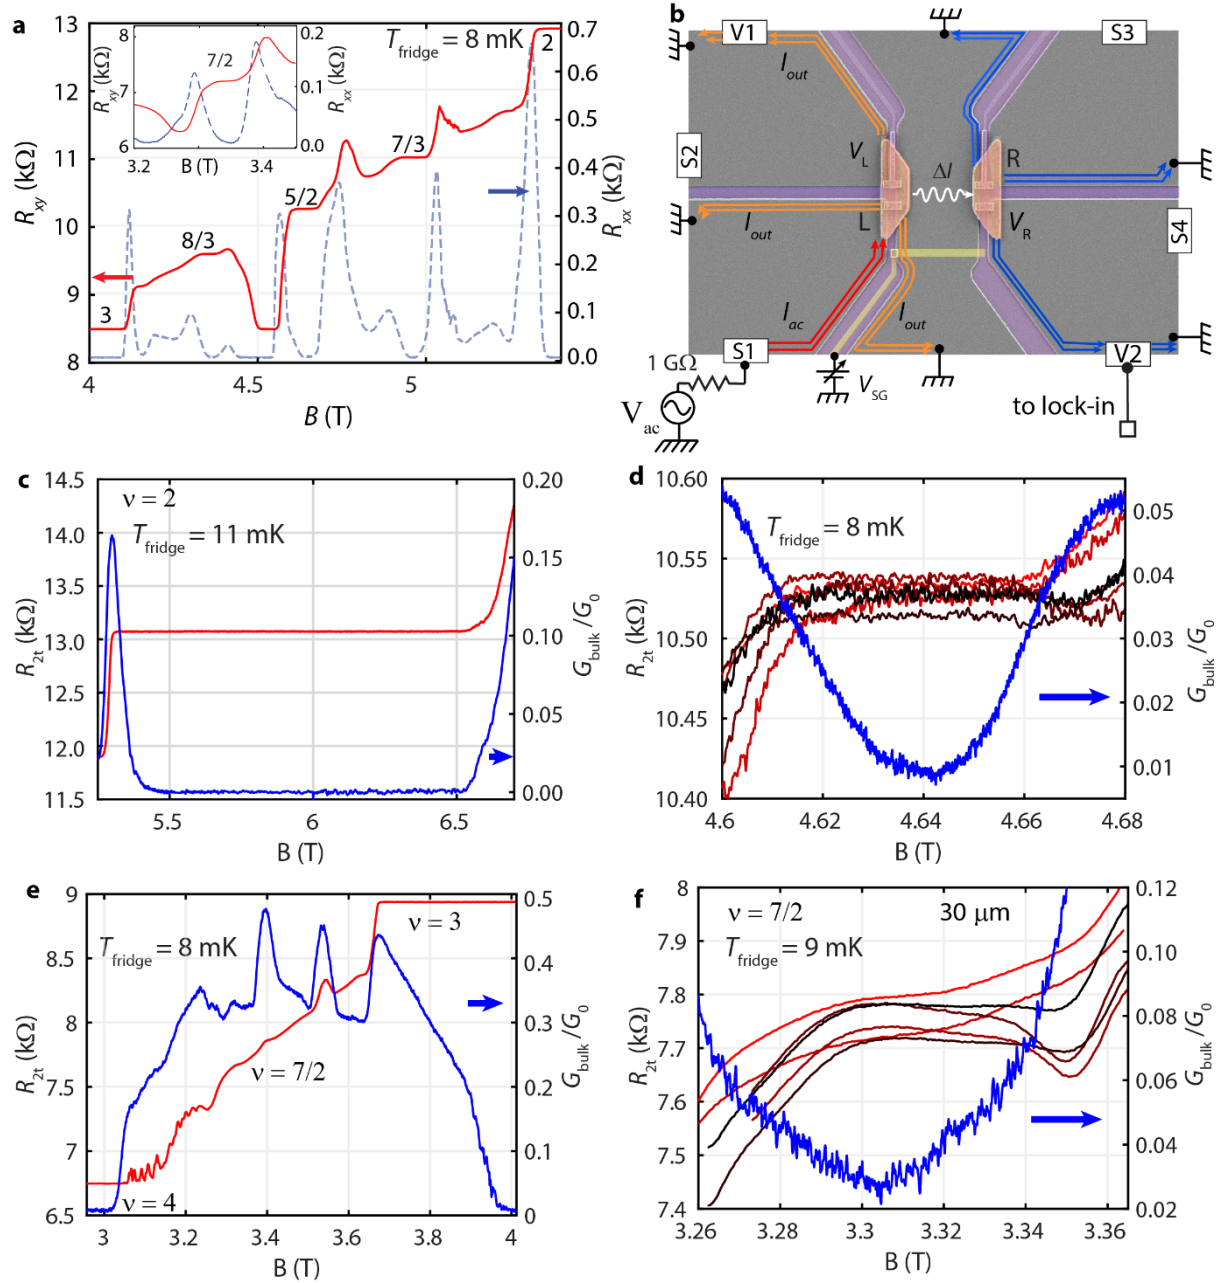 a
T_fridge = 8 mK
R_xy (kΩ)
13
12
11
10
9
8
4
4.5
5
B (T)
R_xx (kΩ)
0.7
0.6
0.5
0.4
0.3
0.2
0.1
0.0
3
8/3
5/2
7/3
2
R_xy (kΩ)
8
7
6
3.2
B (T)
3.4
7/2
R_xx (kΩ)
0.2
0.1
0.0
b
V1
S3
I_out
S2
V_L
ΔI
R
I_out
L
V_R
S4
I_ac
I_out
S1
V2
1 GΩ
V_SG
V_ac
to lock-in
c
ν = 2
T_fridge = 11 mK
R_2t (kΩ)
14.5
14.0
13.5
13.0
12.5
12.0
11.5
5.5
6
6.5
B (T)
G_bulk/G_0
0.20
0.15
0.10
0.05
0.00
d
T_fridge = 8 mK
R_2t (kΩ)
10.60
10.55
10.50
10.45
10.40
4.6
4.62
4.64
4.66
4.68
B (T)
G_bulk/G_0
0.05
0.04
0.03
0.02
0.01
e
T_fridge = 8 mK
ν = 3
ν = 7/2
ν = 4
R_2t (kΩ)
9
8.5
8
7.5
7
6.5
3
3.2
3.4
3.6
3.8
4
B (T)
G_bulk/G_0
0.5
0.4
0.3
0.2
0.1
0
f
ν = 7/2
30 μm
T_fridge = 9 mK
R_2t (kΩ)
8
7.9
7.8
7.7
7.6
7.5
7.4
3.26
3.28
3.30
3.32
3.34
3.36
B (T)
G_bulk/G_0
0.12
0.10
0.08
0.06
0.04
0.02